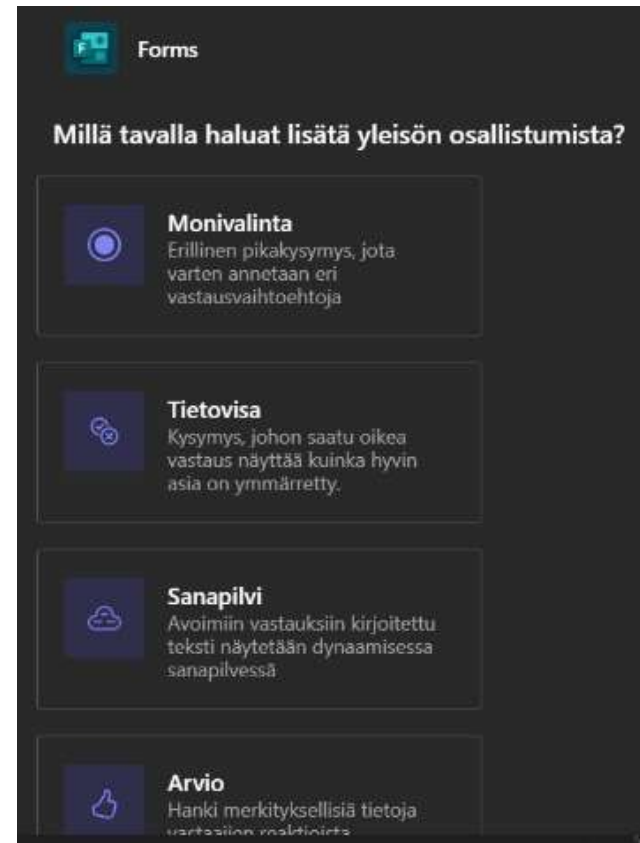 Forms
Millä tavalla haluat lisätä yleisön osallistumista?
Monivalinta
Erillinen pikakysymys, jota
varten annetaan eri
vastausvaihtoehtoja
Tietovisa
Kysymys, johon saatu oikea
vastaus näyttää kuinka hyvin
asia on ymmärretty.
Sanapilvi
Avoimiin vastauksiin kirjoitettu
teksti näytetään dynaamisessa
sanapilvessä
Arvio
Hanki merkityksellisiä tietoja
vastaajien reaktioista